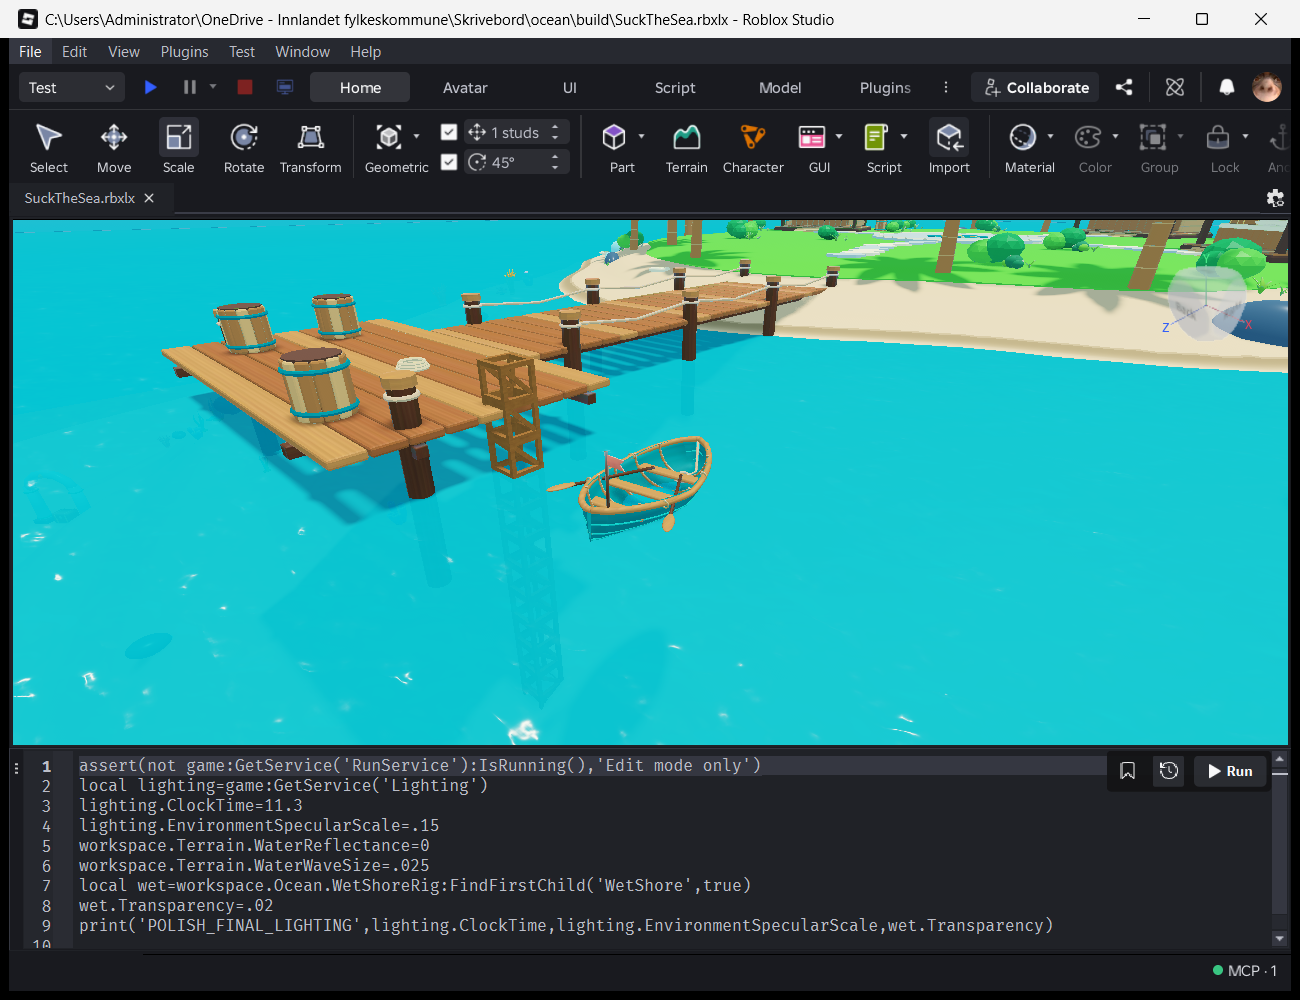 C:\Users\Administrator\OneDrive - Innlandet fylkeskommune\Skrivebord\ocean\build\SuckTheSea.rbxlx - Roblox Studio
File Edit View Plugins Test Window Help
Test Home Avatar UI Script Model Plugins Collaborate
1 studs
45°
Select Move Scale Rotate Transform Geometric Part Terrain Character GUI Script Import Material Color Group Lock
SuckTheSea.rbxlx
Z X
1 assert(not game:GetService('RunService'):IsRunning(),'Edit mode only')
2 local lighting=game:GetService('Lighting')
3 lighting.ClockTime=11.3
4 lighting.EnvironmentSpecularScale=.15
5 workspace.Terrain.WaterReflectance=0
6 workspace.Terrain.WaterWaveSize=.025
7 local wet=workspace.Ocean.WetShoreRig:FindFirstChild('WetShore',true)
8 wet.Transparency=.02
9 print('POLISH_FINAL_LIGHTING',lighting.ClockTime,lighting.EnvironmentSpecularScale,wet.Transparency)
10
Run
MCP · 1